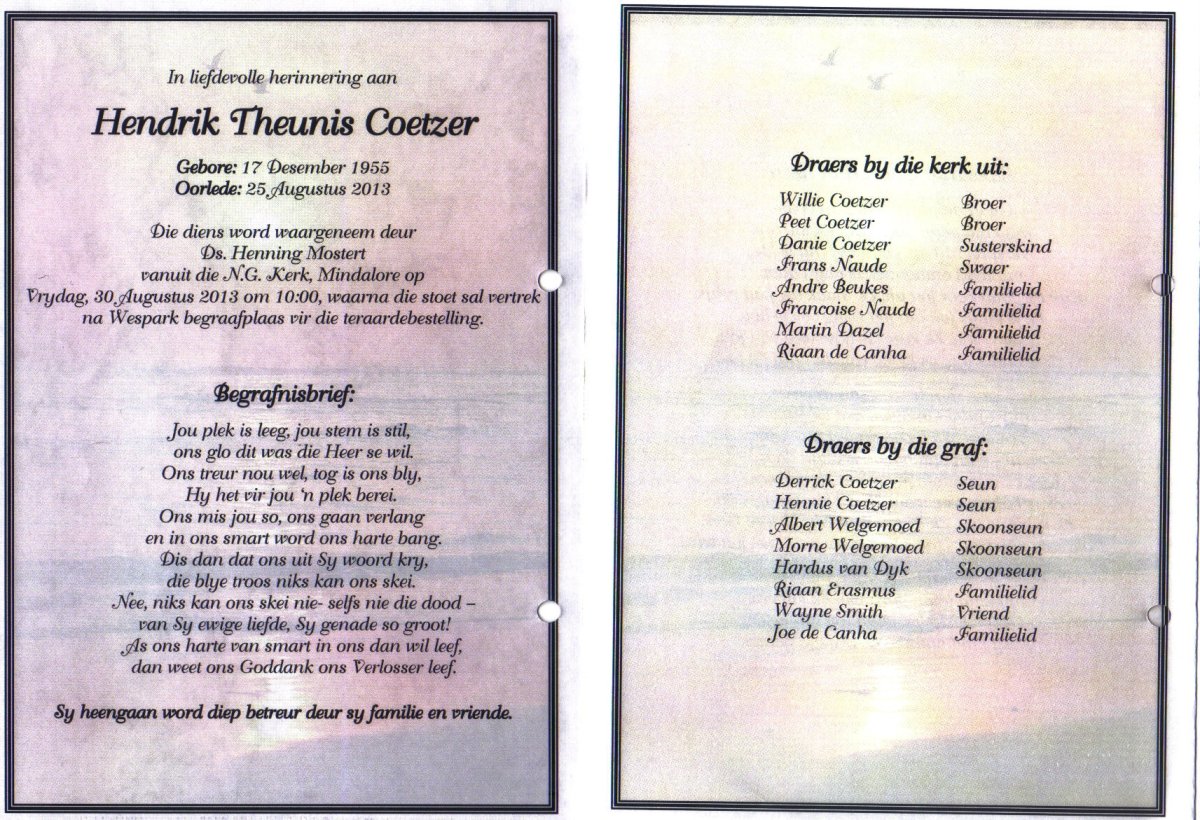 In liefdevolle herinnering aan
Hendrik Theunis Coetzer
Gebore: 17 Desember 1955
Oorlede: 25 Augustus 2013
Die diens word waargeneem deur
Ds. Henning Mostert
vanuit die N.G. Kerk, Mindalore op
Vrydag, 30 Augustus 2013 om 10:00, waarna die stoet sal vertrek
na Wespark begraafplaas vir die teraardebestelling.
Begrafnisbrief:
Jou plek is leeg, jou stem is stil,
ons glo dit was die Heer se wil.
Ons treur nou wel, tog is ons bly,
Hy het vir jou 'n plek berei.
Ons mis jou so, ons gaan verlang
en in ons smart word ons harte bang.
Dis dan dat ons uit Sy woord kry,
die blye troos niks kan ons skei.
Nee, niks kan ons skei nie- selfs nie die dood –
van Sy ewige liefde, Sy genade so groot!
As ons harte van smart in ons dan wil leef,
dan weet ons Goddank ons Verlosser leef.
Sy heengaan word diep betreur deur sy familie en vriende.
Draers by die kerk uit:
Willie Coetzer Broer
Peet Coetzer Broer
Danie Coetzer Susterskind
Frans Naude Swaer
Andre Beukes Familielid
Francoise Naude Familielid
Martin Dazel Familielid
Riaan de Canha Familielid
Draers by die graf:
Derrick Coetzer Seun
Hennie Coetzer Seun
Albert Welgemoed Skoonseun
Morne Welgemoed Skoonseun
Hardus van Dyk Skoonseun
Riaan Erasmus Familielid
Wayne Smith Vriend
Joe de Canha Familielid